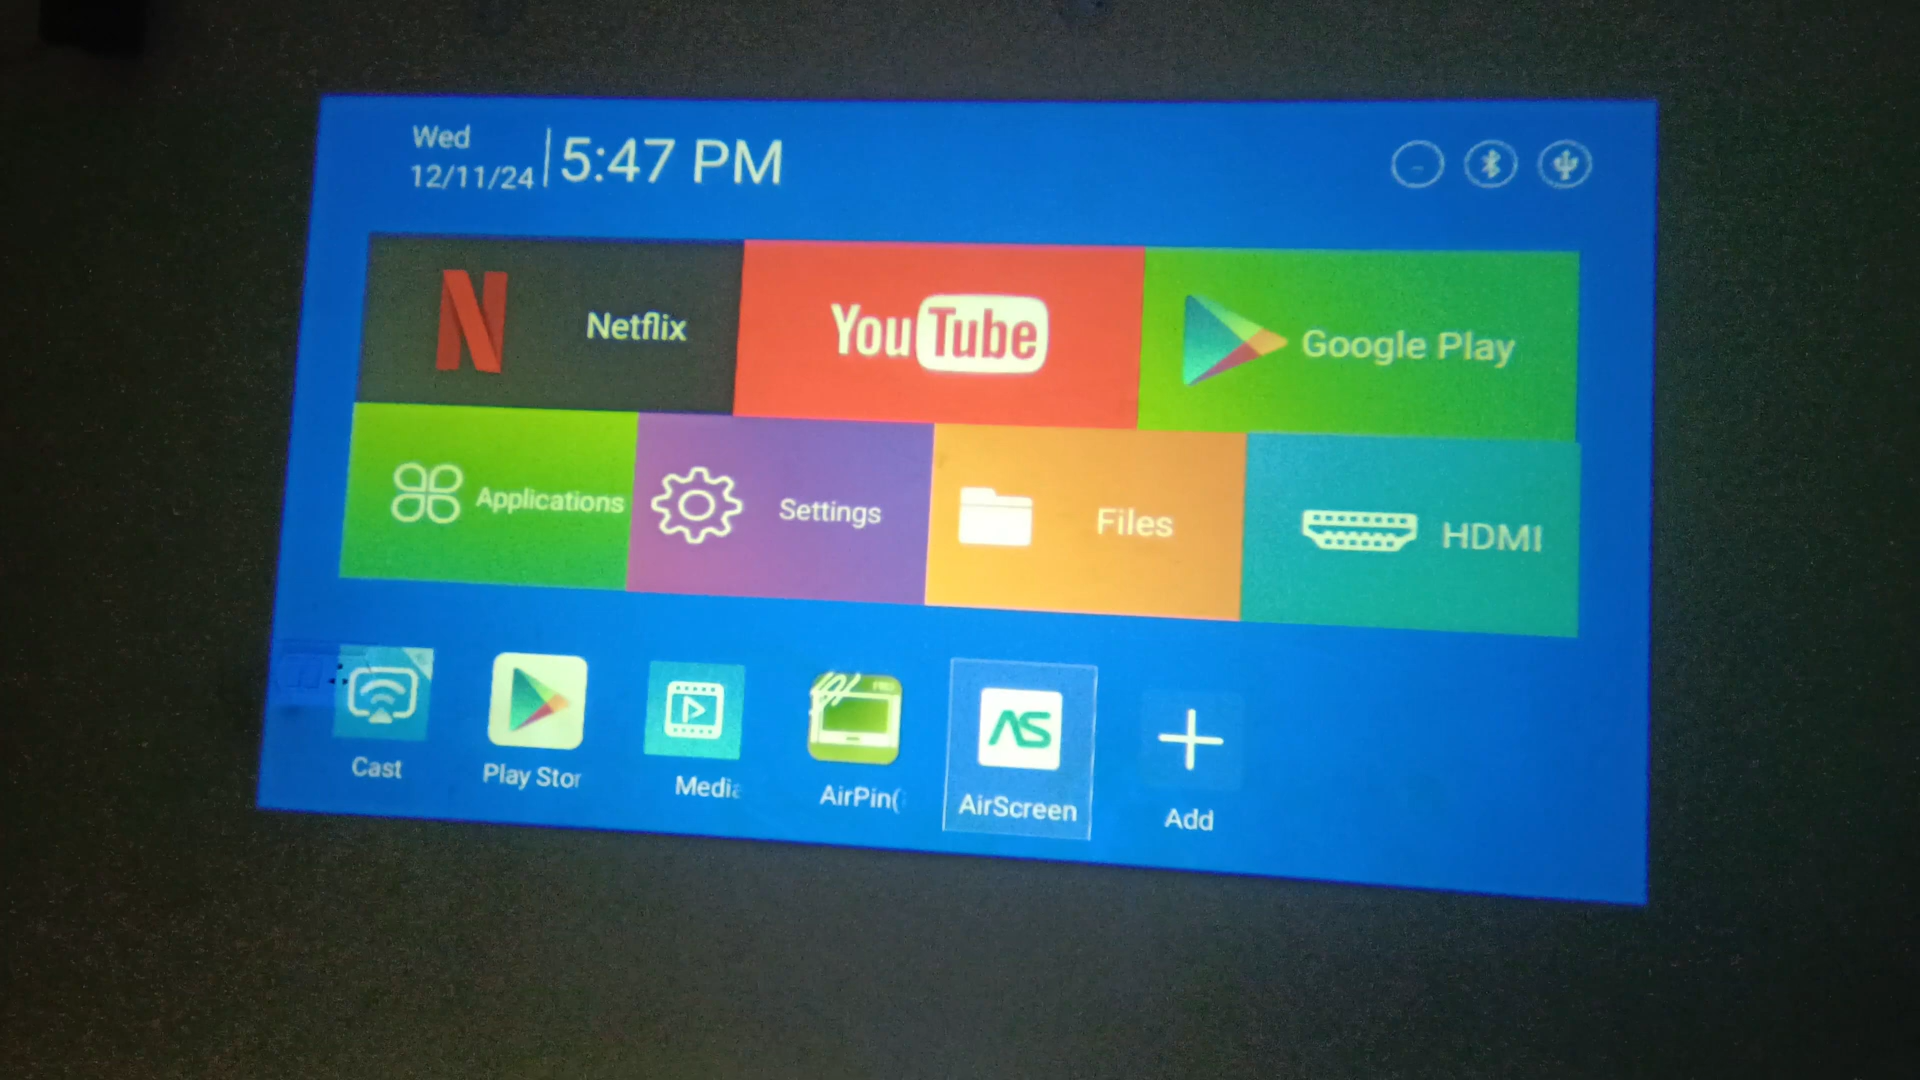 Wed
12/11/24
5:47 PM
Netflix
YouTube
Google Play
Applications
Settings
Files
HDMI
Cast
Play Stor
Media
AirPin(
AirScreen
Add